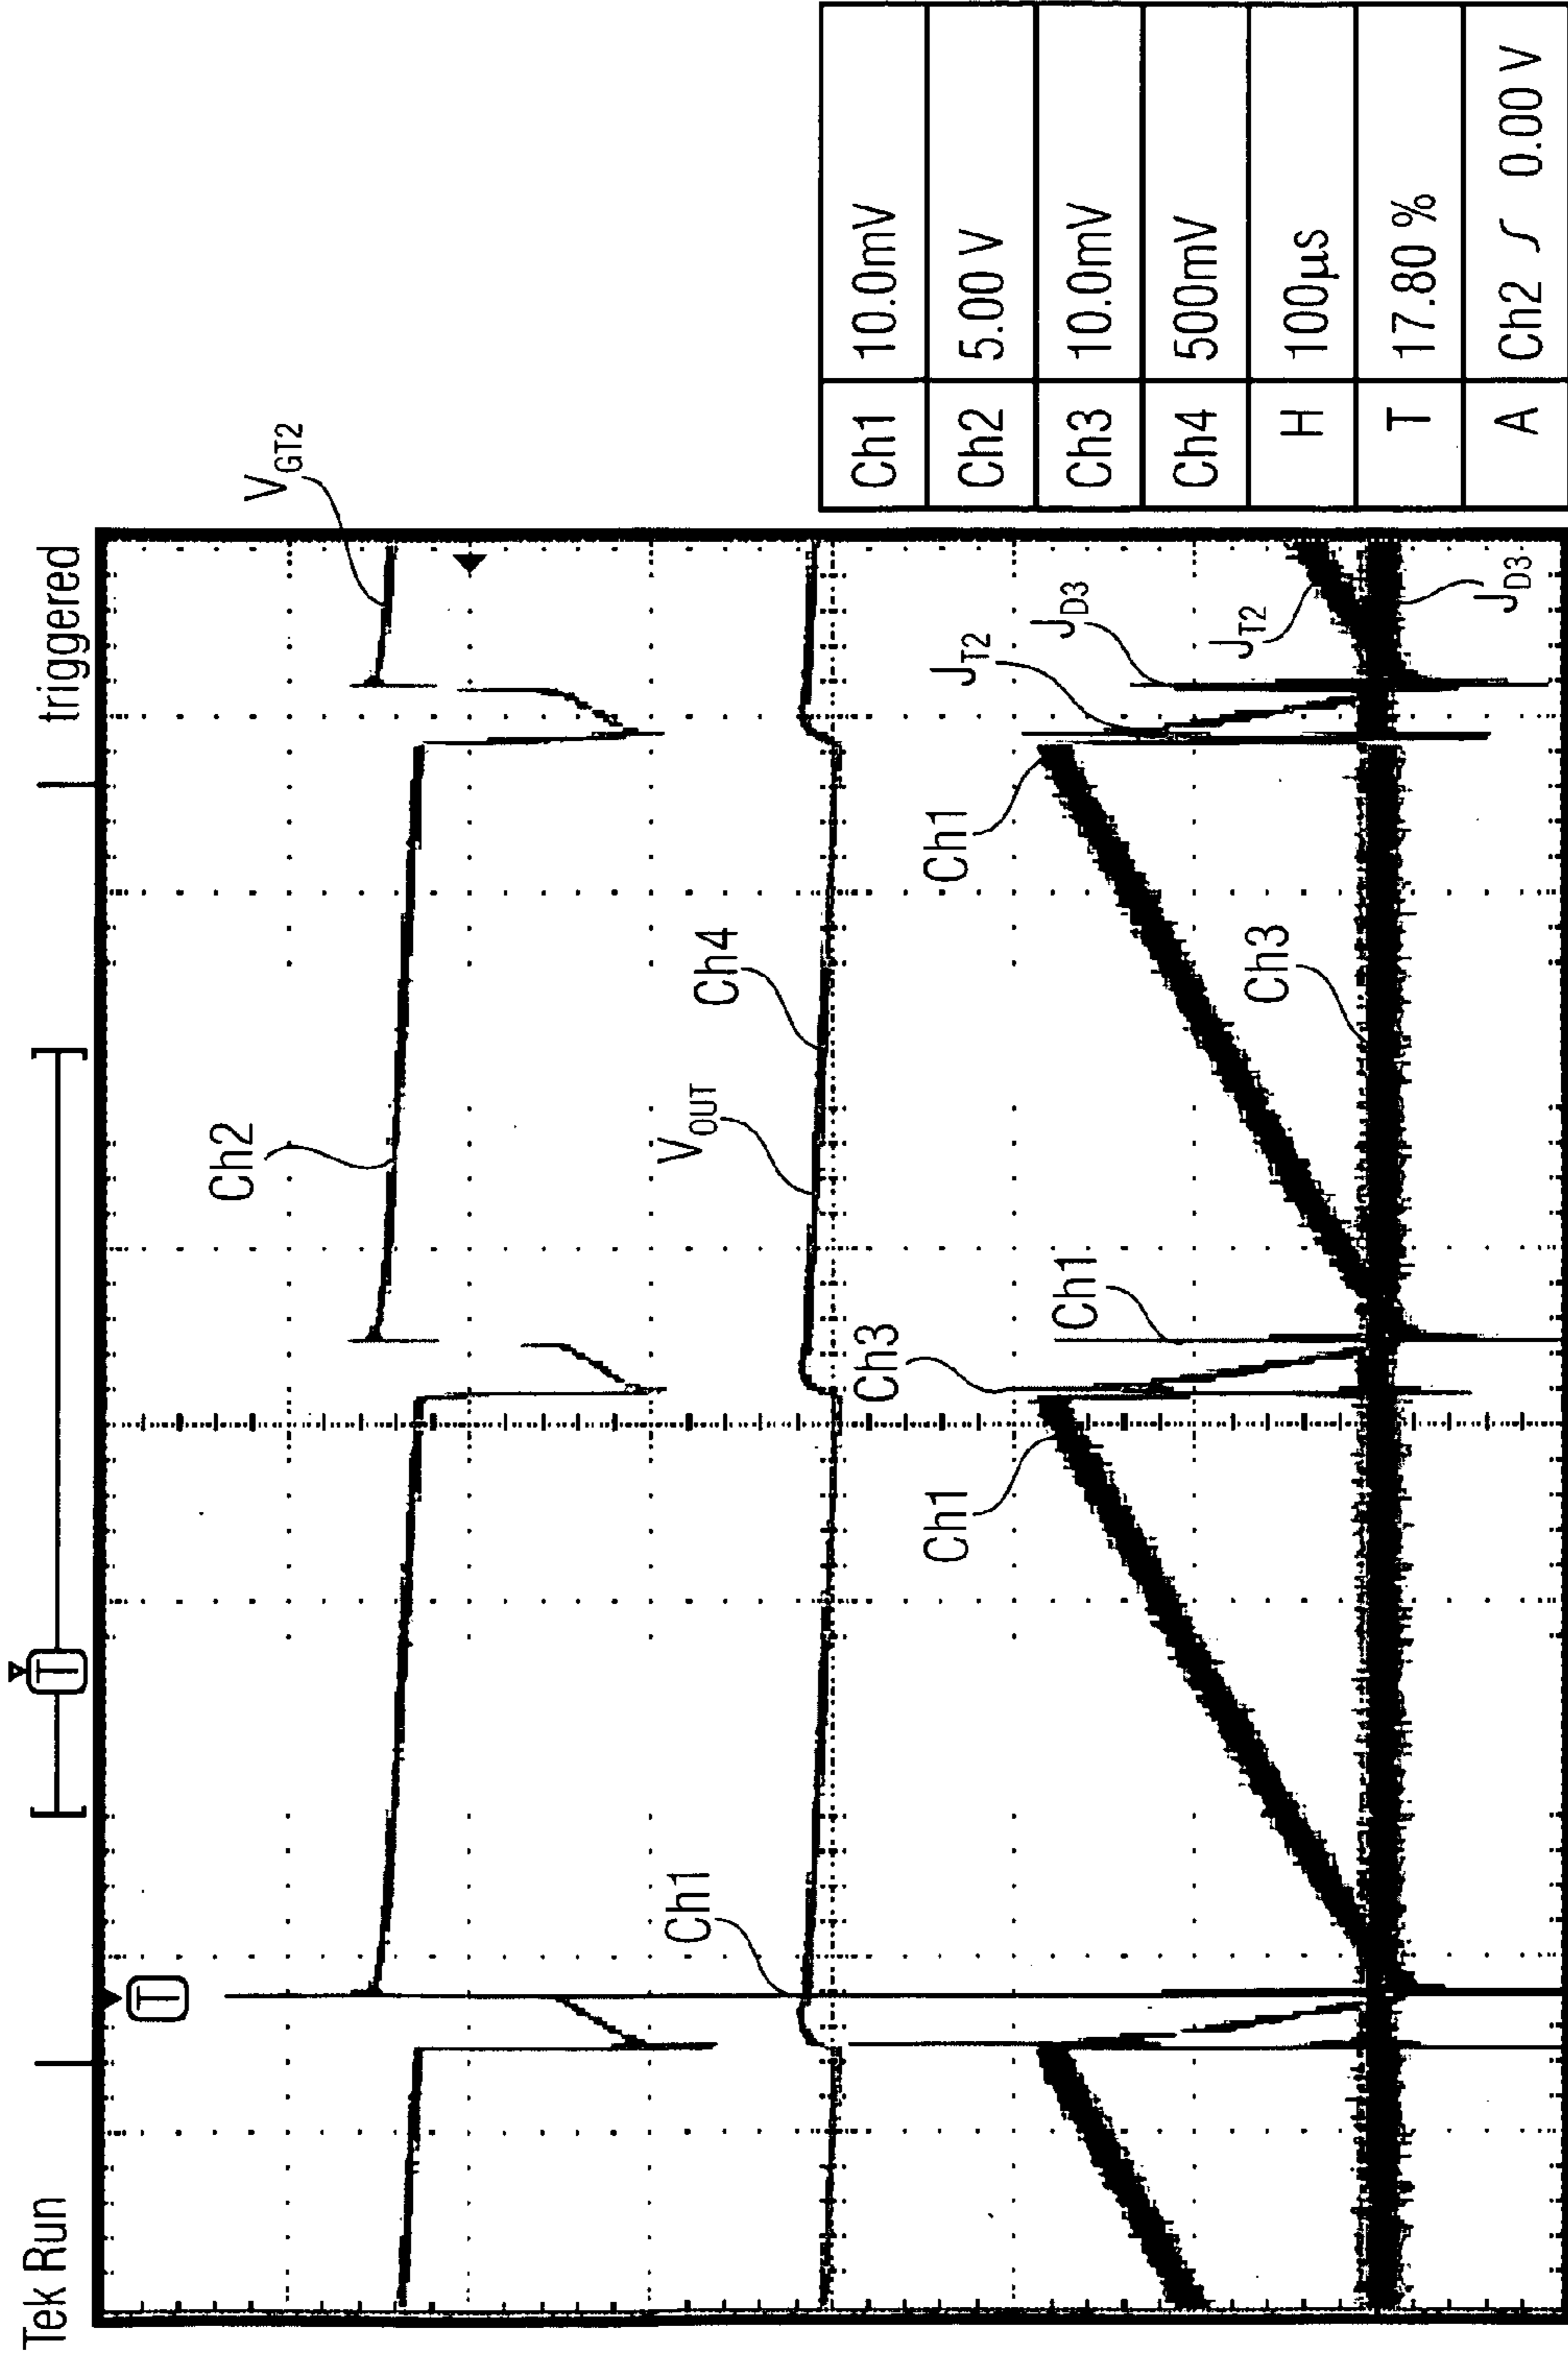 Tek Run
triggered
T
T
V_GT2
Ch2
Ch4
V_OUT
Ch1
Ch3
Ch1
Ch1
Ch1
Ch3
J_T2
J_D3
J_T2
J_D3
Ch1 10.0mV
Ch2 5.00 V
Ch3 10.0mV
Ch4 500mV
H 100µs
T 17.80 %
A Ch2 ∫ 0.00 V